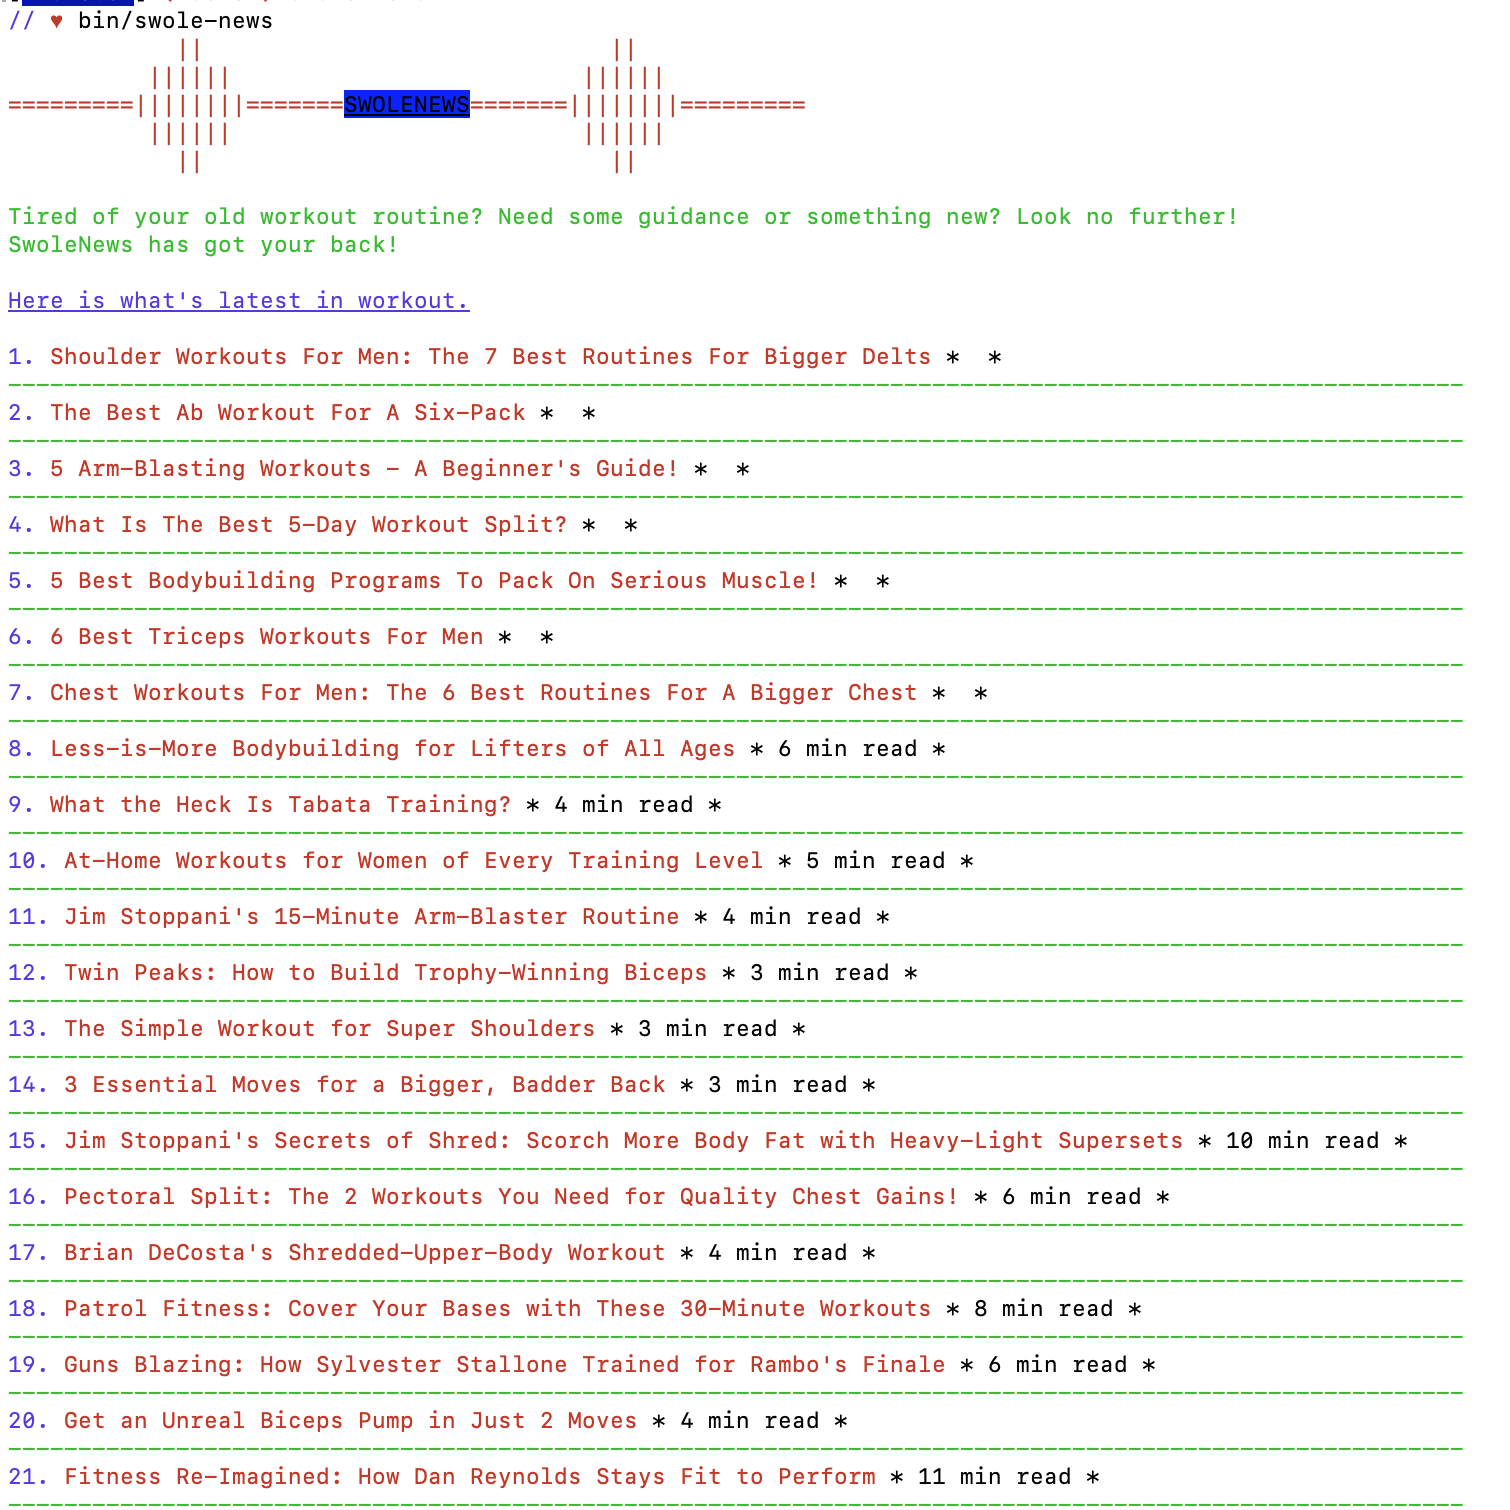 // ♥ bin/swole-news
||                             ||
||||||                         ||||||
=========||||||||=======SWOLENEWS=======||||||||=========
||||||                         ||||||
||                             ||
Tired of your old workout routine? Need some guidance or something new? Look no further!
SwoleNews has got your back!
Here is what's latest in workout.
1. Shoulder Workouts For Men: The 7 Best Routines For Bigger Delts *  *
2. The Best Ab Workout For A Six-Pack *  *
3. 5 Arm-Blasting Workouts - A Beginner's Guide! *  *
4. What Is The Best 5-Day Workout Split? *  *
5. 5 Best Bodybuilding Programs To Pack On Serious Muscle! *  *
6. 6 Best Triceps Workouts For Men *  *
7. Chest Workouts For Men: The 6 Best Routines For A Bigger Chest *  *
8. Less-is-More Bodybuilding for Lifters of All Ages * 6 min read *
9. What the Heck Is Tabata Training? * 4 min read *
10. At-Home Workouts for Women of Every Training Level * 5 min read *
11. Jim Stoppani's 15-Minute Arm-Blaster Routine * 4 min read *
12. Twin Peaks: How to Build Trophy-Winning Biceps * 3 min read *
13. The Simple Workout for Super Shoulders * 3 min read *
14. 3 Essential Moves for a Bigger, Badder Back * 3 min read *
15. Jim Stoppani's Secrets of Shred: Scorch More Body Fat with Heavy-Light Supersets * 10 min read *
16. Pectoral Split: The 2 Workouts You Need for Quality Chest Gains! * 6 min read *
17. Brian DeCosta's Shredded-Upper-Body Workout * 4 min read *
18. Patrol Fitness: Cover Your Bases with These 30-Minute Workouts * 8 min read *
19. Guns Blazing: How Sylvester Stallone Trained for Rambo's Finale * 6 min read *
20. Get an Unreal Biceps Pump in Just 2 Moves * 4 min read *
21. Fitness Re-Imagined: How Dan Reynolds Stays Fit to Perform * 11 min read *